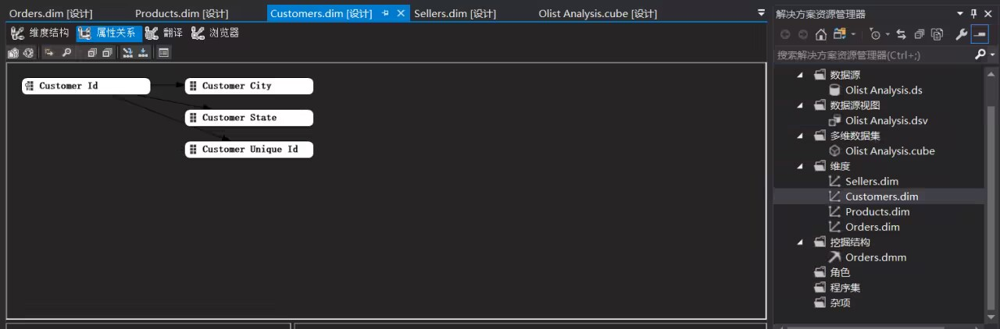 Orders.dim [设计]
Products.dim [设计]
Customers.dim [设计]
Sellers.dim [设计]
Olist Analysis.cube [设计]
维度结构
属性关系
翻译
浏览器
Customer Id
Customer City
Customer State
Customer Unique Id
解决方案资源管理器
搜索解决方案资源管理器(Ctrl+;)
数据源
Olist Analysis.ds
数据源视图
Olist Analysis.dsv
多维数据集
Olist Analysis.cube
维度
Sellers.dim
Customers.dim
Products.dim
Orders.dim
挖掘结构
Orders.dmm
角色
程序集
杂项